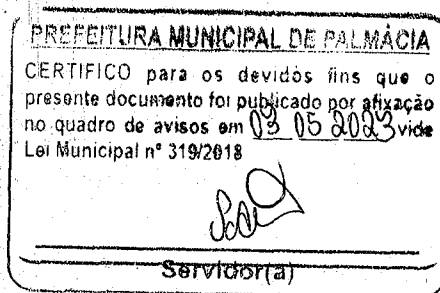 PREFEITURA MUNICIPAL DE PALMÁCIA
CERTIFICO para os devidos fins que o
presente documento foi publicado por afixação
no quadro de avisos em 03 05 2023 vide
Lei Municipal nº 319/2018
Servidor(a)